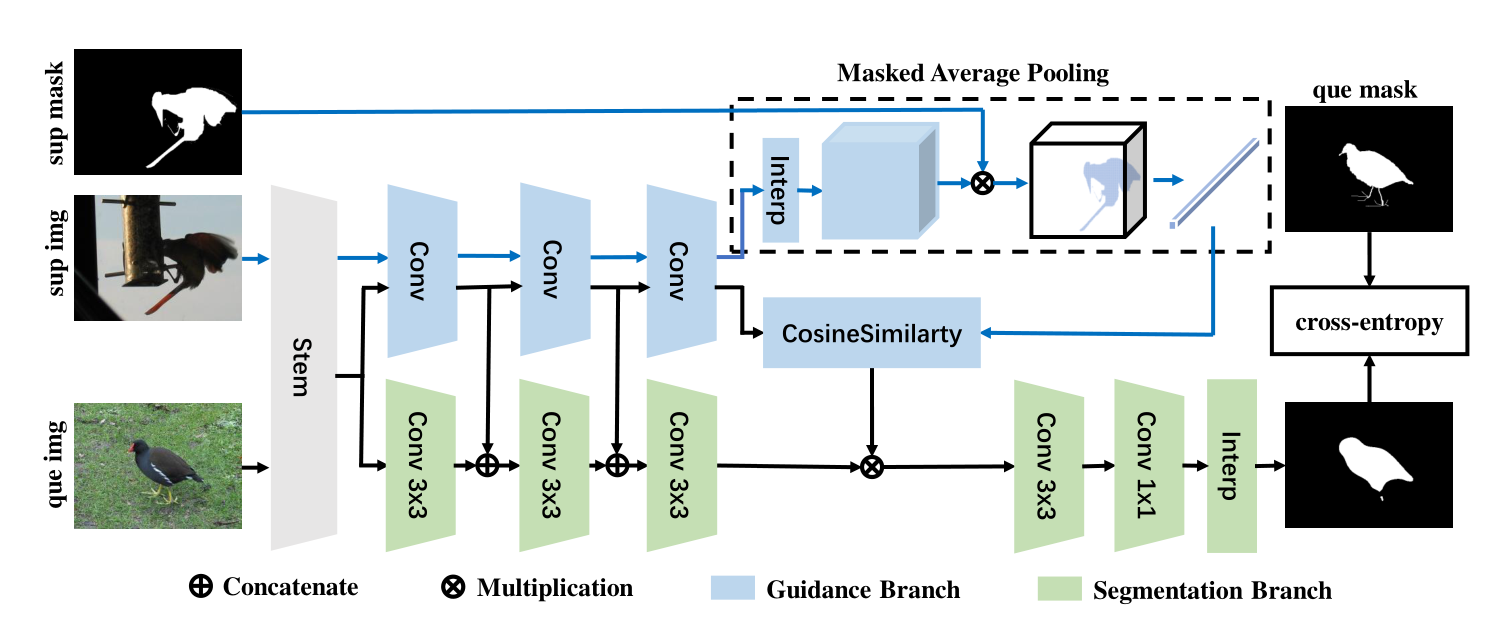 Masked Average Pooling
que mask
sup mask
Interp
sup img
Conv
Conv
Conv
Stem
CosineSimilarty
cross-entropy
que img
Conv 3x3
Conv 3x3
Conv 3x3
Conv 3x3
Conv 1x1
Interp
Concatenate
Multiplication
Guidance Branch
Segmentation Branch